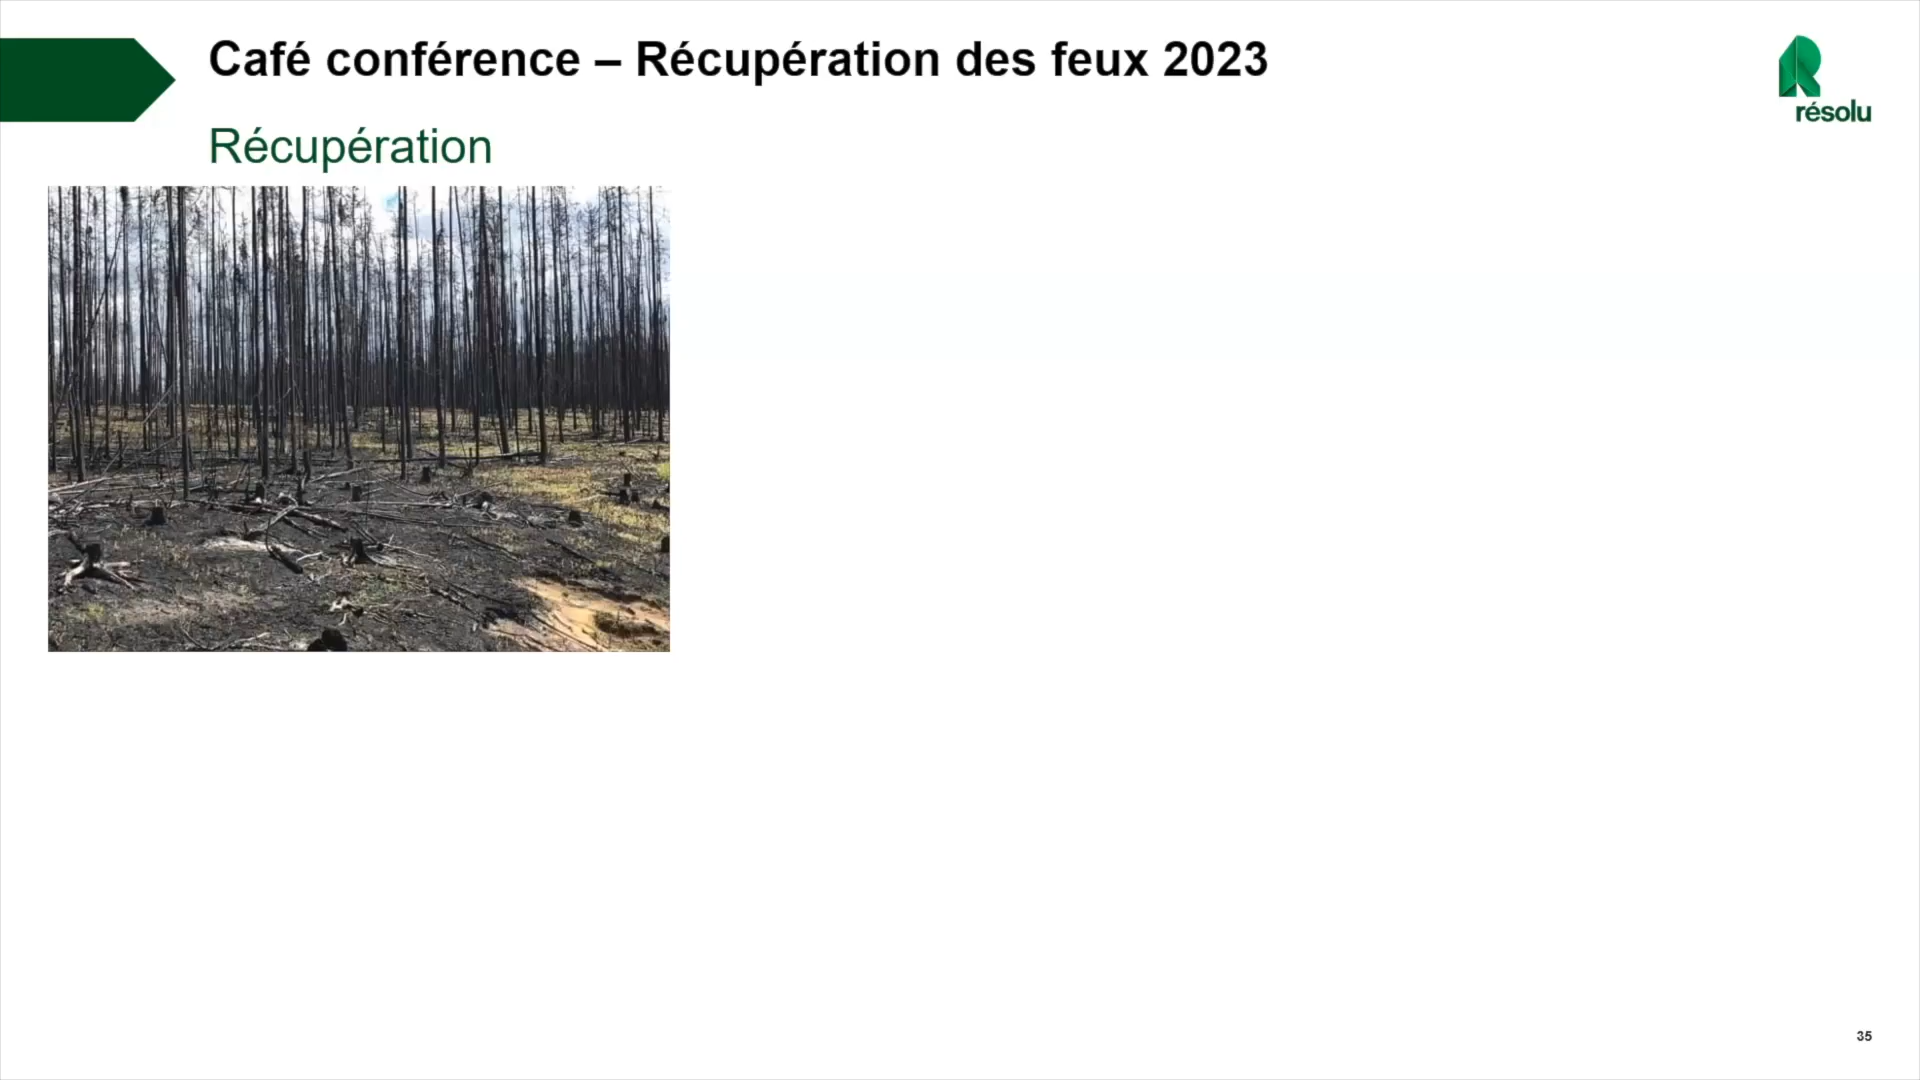 Café conférence – Récupération des feux 2023
résolu
Récupération
35